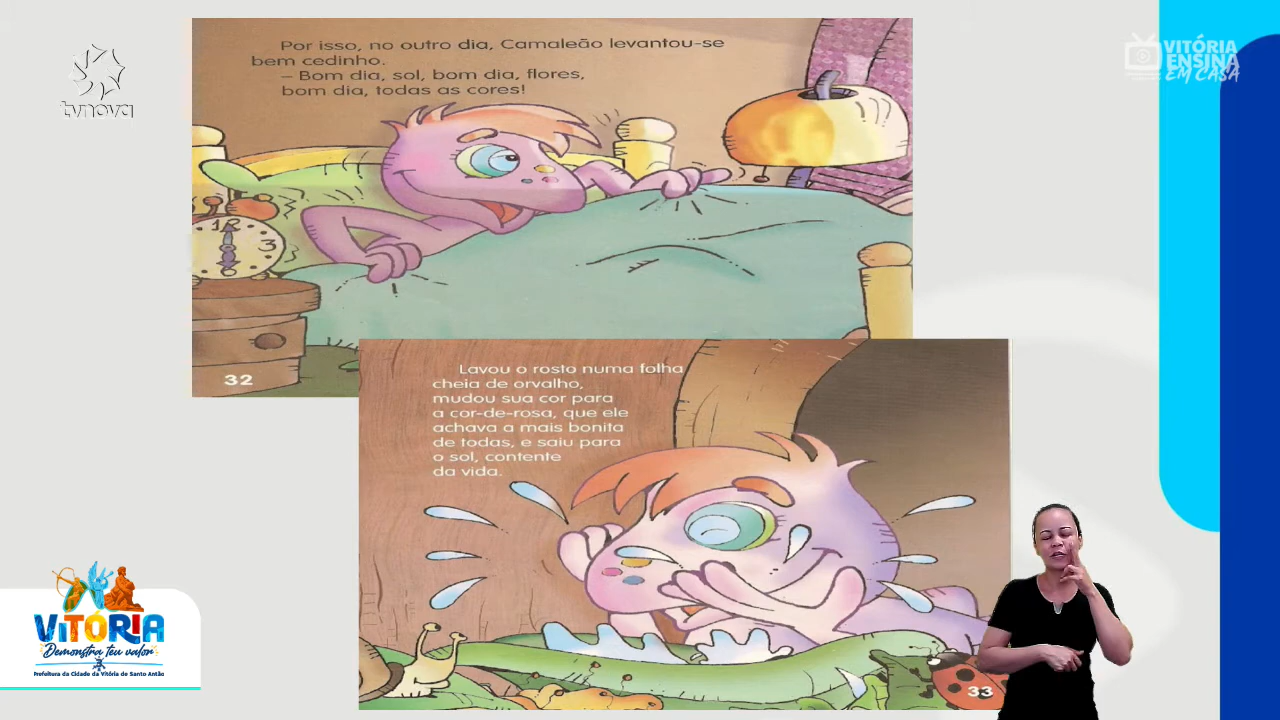 tvnova
VITÓRIA
ENSINA
EM CASA
Por isso, no outro dia, Camaleão levantou-se
bem cedinho.
– Bom dia, sol, bom dia, flores,
bom dia, todas as cores!
12
3
6
32
Lavou o rosto numa folha
cheia de orvalho,
mudou sua cor para
a cor-de-rosa, que ele
achava a mais bonita
de todas, e saiu para
o sol, contente
da vida.
33
VITÓRIA
Demonstra teu valor
Prefeitura da Cidade da Vitória de Santo Antão